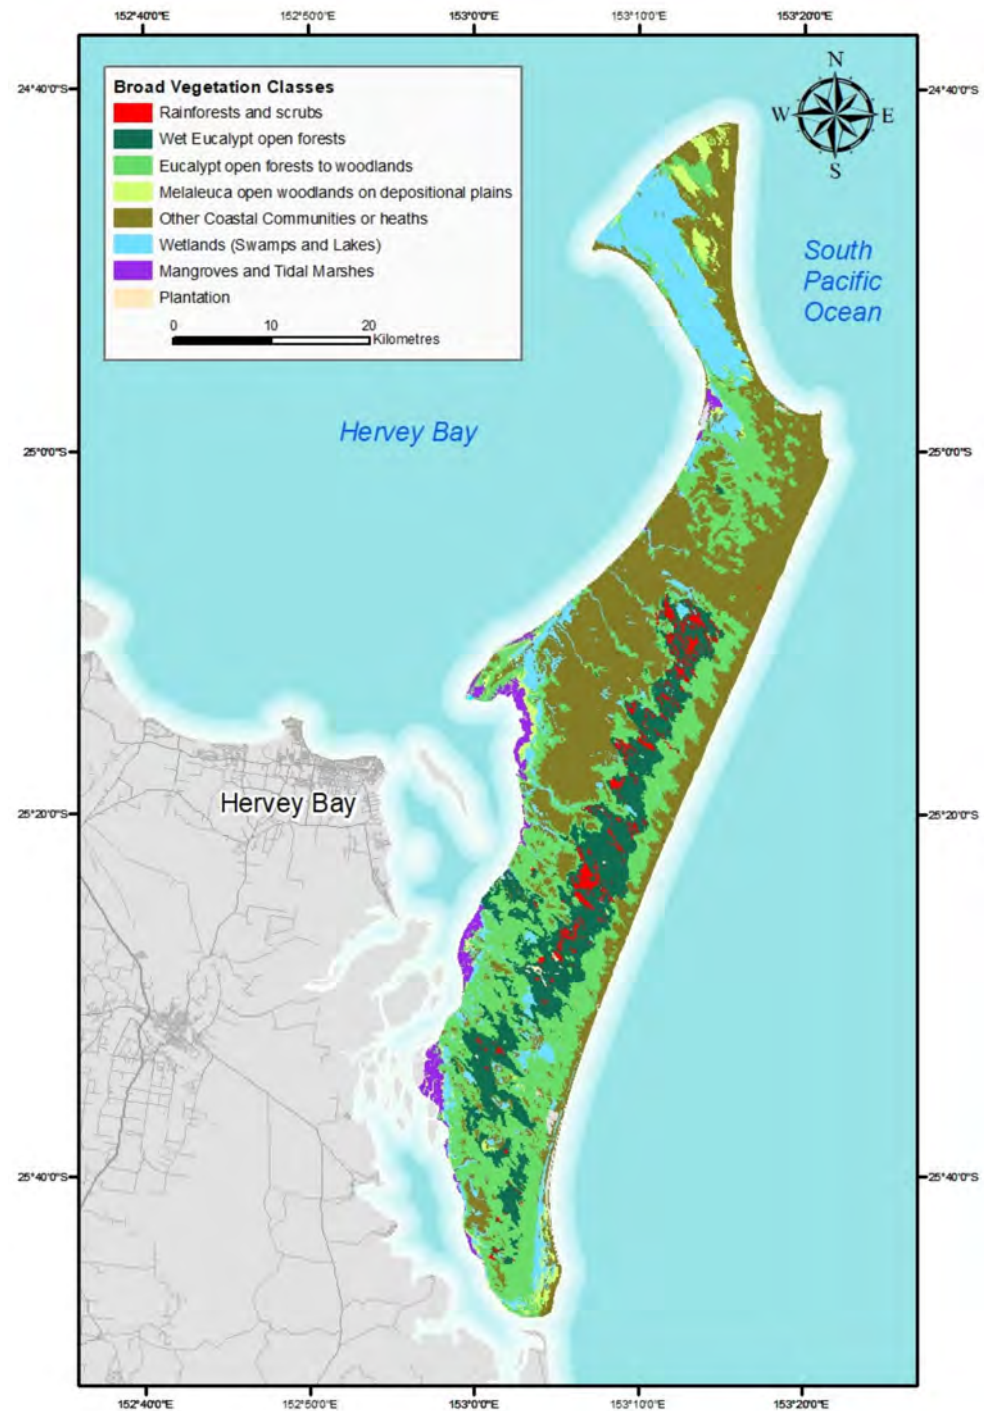 152°40'0"E 152°50'0"E 153°0'0"E 153°10'0"E 153°20'0"E
24°40'0"S
24°40'0"S
Broad Vegetation Classes
Rainforests and scrubs
Wet Eucalypt open forests
Eucalypt open forests to woodlands
Melaleuca open woodlands on depositional plains
Other Coastal Communities or heaths
Wetlands (Swamps and Lakes)
Mangroves and Tidal Marshes
Plantation
0 10 20
Kilometres
N
W E
S
South
Pacific
Ocean
Hervey Bay
25°0'0"S
25°0'0"S
Hervey Bay
25°20'0"S
25°20'0"S
25°40'0"S
25°40'0"S
152°40'0"E 152°50'0"E 153°0'0"E 153°10'0"E 153°20'0"E